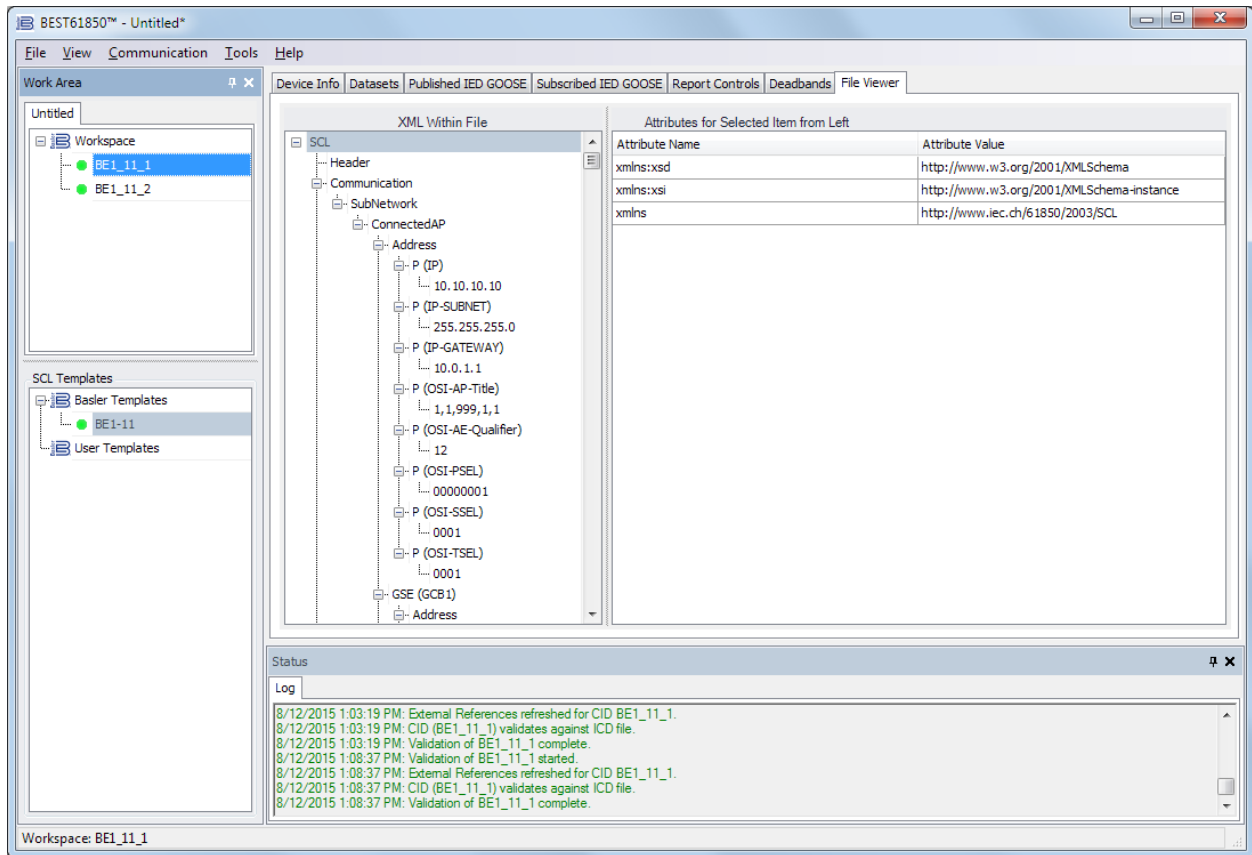 BEST61850™ - Untitled*
File View Communication Tools Help
Work Area
Untitled
Workspace
BE1_11_1
BE1_11_2
SCL Templates
Basler Templates
BE1-11
User Templates
Device Info Datasets Published IED GOOSE Subscribed IED GOOSE Report Controls Deadbands File Viewer
XML Within File
SCL
Header
Communication
SubNetwork
ConnectedAP
Address
P (IP)
10.10.10.10
P (IP-SUBNET)
255.255.255.0
P (IP-GATEWAY)
10.0.1.1
P (OSI-AP-Title)
1,1,999,1,1
P (OSI-AE-Qualifier)
12
P (OSI-PSEL)
00000001
P (OSI-SSEL)
0001
P (OSI-TSEL)
0001
GSE (GCB1)
Address
Attributes for Selected Item from Left
Attribute Name Attribute Value
xmlns:xsd http://www.w3.org/2001/XMLSchema
xmlns:xsi http://www.w3.org/2001/XMLSchema-instance
xmlns http://www.iec.ch/61850/2003/SCL
Status
Log
8/12/2015 1:03:19 PM: External References refreshed for CID BE1_11_1.
8/12/2015 1:03:19 PM: CID (BE1_11_1) validates against ICD file.
8/12/2015 1:03:19 PM: Validation of BE1_11_1 complete.
8/12/2015 1:08:37 PM: Validation of BE1_11_1 started.
8/12/2015 1:08:37 PM: External References refreshed for CID BE1_11_1.
8/12/2015 1:08:37 PM: CID (BE1_11_1) validates against ICD file.
8/12/2015 1:08:37 PM: Validation of BE1_11_1 complete.
Workspace: BE1_11_1